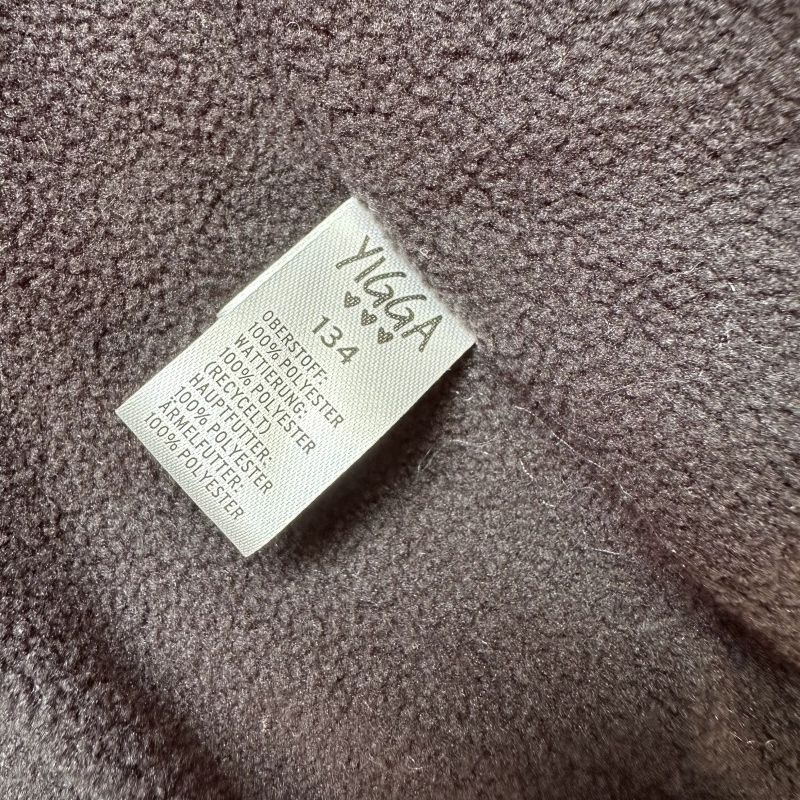 YIGGA
134
OBERSTOFF:
100% POLYESTER
WATTIERUNG:
100% POLYESTER
(RECYCELT)
HAUPTFUTTER:
100% POLYESTER
ÄRMELFUTTER:
100% POLYESTER